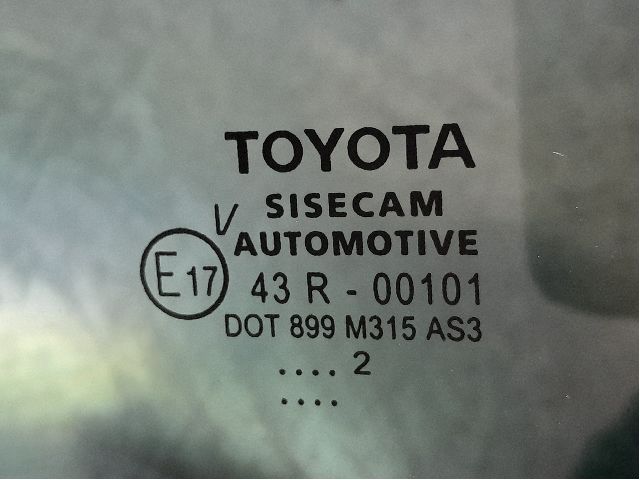 TOYOTA
SISECAM
V
AUTOMOTIVE
E17
43 R - 00101
DOT 899 M315 AS3
.... 2
....